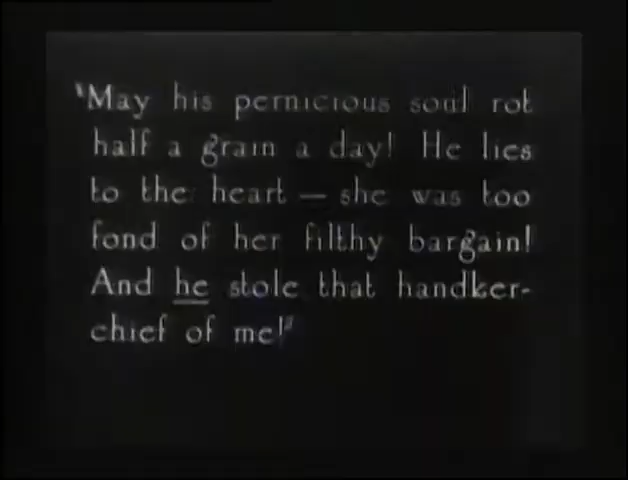 "May his pernicious soul rot
half a grain a day! He lies
to the heart — she was too
fond of her filthy bargain!
And he stole that handker-
chief of me!"